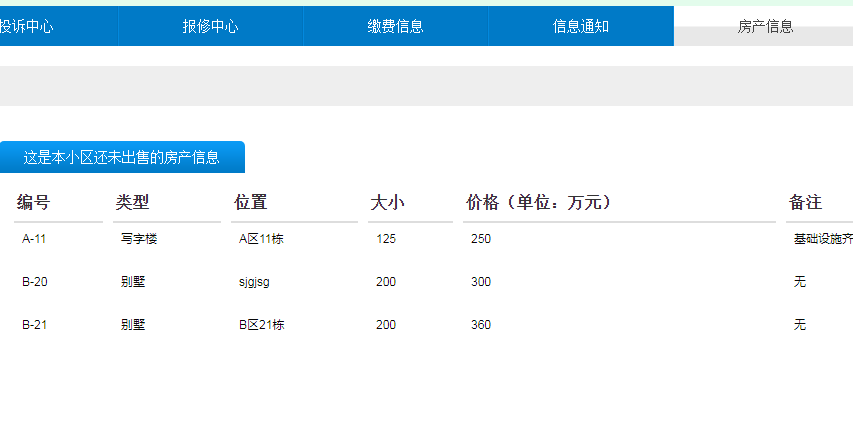 投诉中心 报修中心 缴费信息 信息通知 房产信息
这是本小区还未出售的房产信息
编号 类型 位置 大小 价格（单位：万元） 备注
A-11 写字楼 A区11栋 125 250 基础设施齐
B-20 别墅 sjgjsg 200 300 无
B-21 别墅 B区21栋 200 360 无